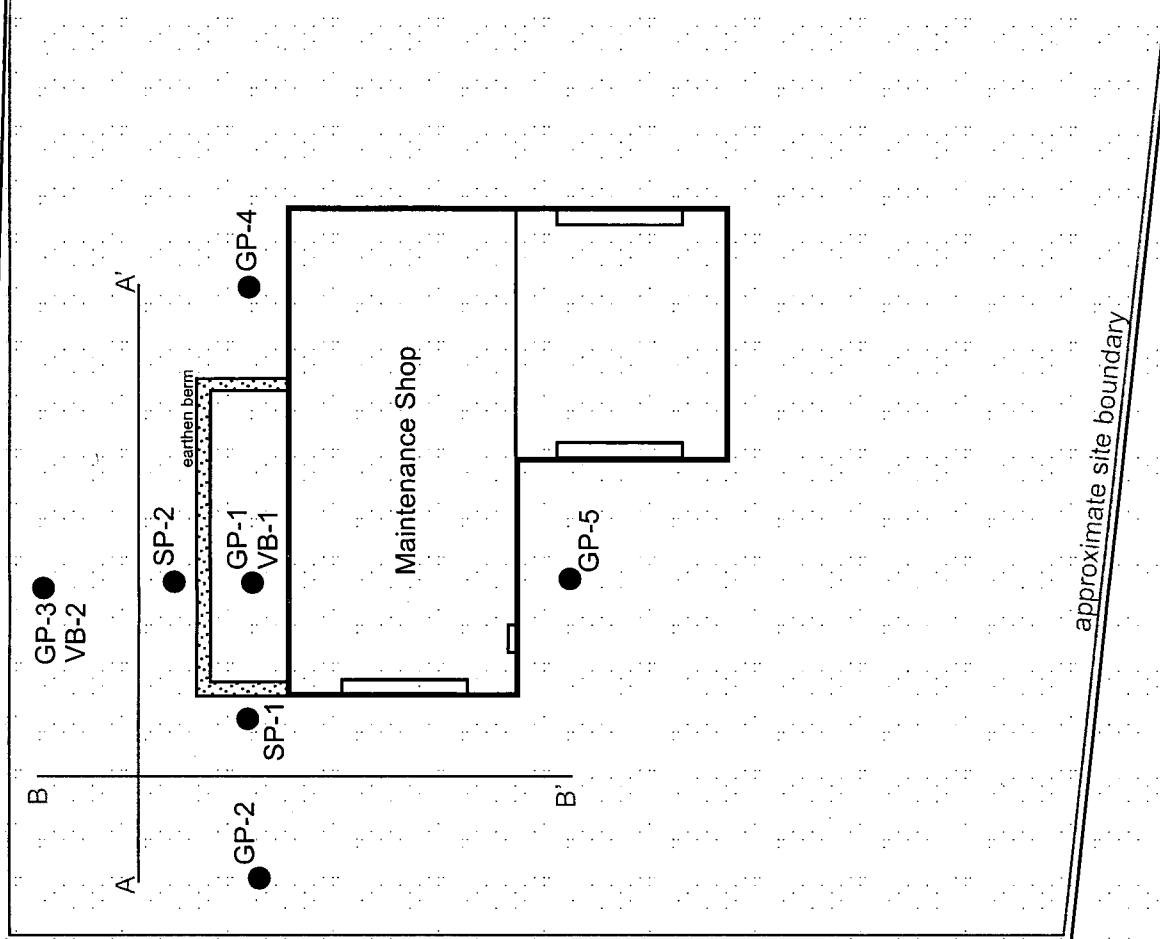 A'
GP-4
earthen berm
SP-2
GP-3
VB-2
GP-1
VB-1
Maintenance Shop
GP-5
SP-1
B
B'
GP-2
A
approximate site boundary